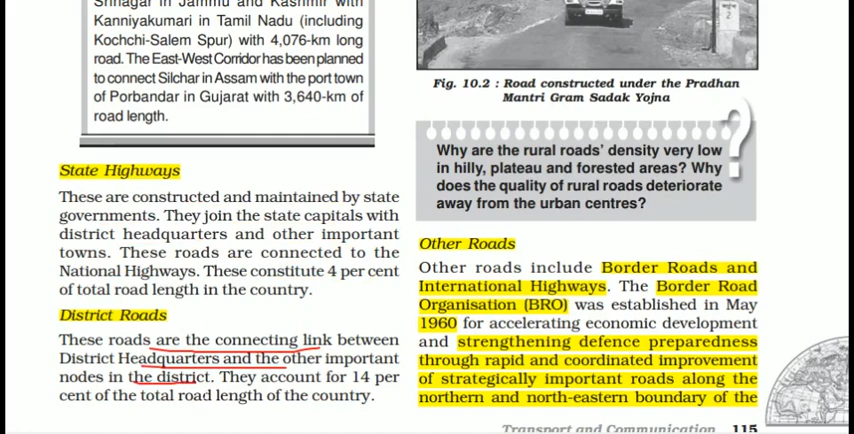 Srinagar in Jammu and Kashmir with
Kanniyakumari in Tamil Nadu (including
Kochchi-Salem Spur) with 4,076-km long
road. The East-West Corridor has been planned
to connect Silchar in Assam with the port town
of Porbandar in Gujarat with 3,640-km of
road length.
State Highways
These are constructed and maintained by state
governments. They join the state capitals with
district headquarters and other important
towns. These roads are connected to the
National Highways. These constitute 4 per cent
of total road length in the country.
District Roads
These roads are the connecting link between
District Headquarters and the other important
nodes in the district. They account for 14 per
cent of the total road length of the country.
Fig. 10.2 : Road constructed under the Pradhan
Mantri Gram Sadak Yojna
Why are the rural roads' density very low
in hilly, plateau and forested areas? Why
does the quality of rural roads deteriorate
away from the urban centres?
?
Other Roads
Other roads include Border Roads and
International Highways. The Border Road
Organisation (BRO) was established in May
1960 for accelerating economic development
and strengthening defence preparedness
through rapid and coordinated improvement
of strategically important roads along the
northern and north-eastern boundary of the
Transport and Communication 115